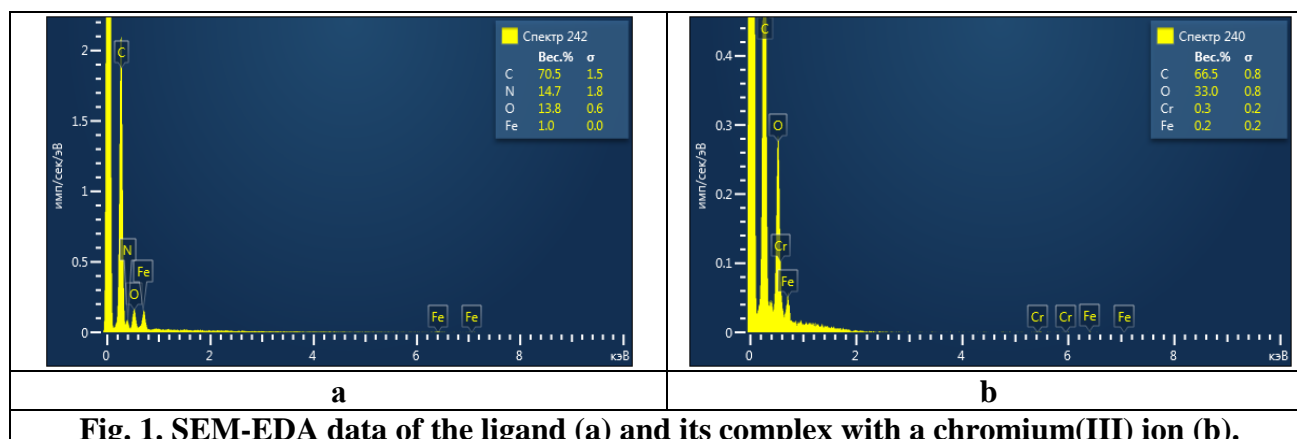 Спектр 242
Вес.% σ
C 70.5 1.5
N 14.7 1.8
O 13.8 0.6
Fe 1.0 0.0
имп/сек/эВ
2
1.5
1
0.5
0
C
N
Fe
O
Fe Fe
0 2 4 6 8 кэВ
Спектр 240
Вес.% σ
C 66.5 0.8
O 33.0 0.8
Cr 0.3 0.2
Fe 0.2 0.2
имп/сек/эВ
0.4
0.3
0.2
0.1
0
C
O
Cr
Fe
Cr Cr Fe Fe
0 2 4 6 8 кэВ
a b
Fig. 1. SEM-EDA data of the ligand (a) and its complex with a chromium(III) ion (b).